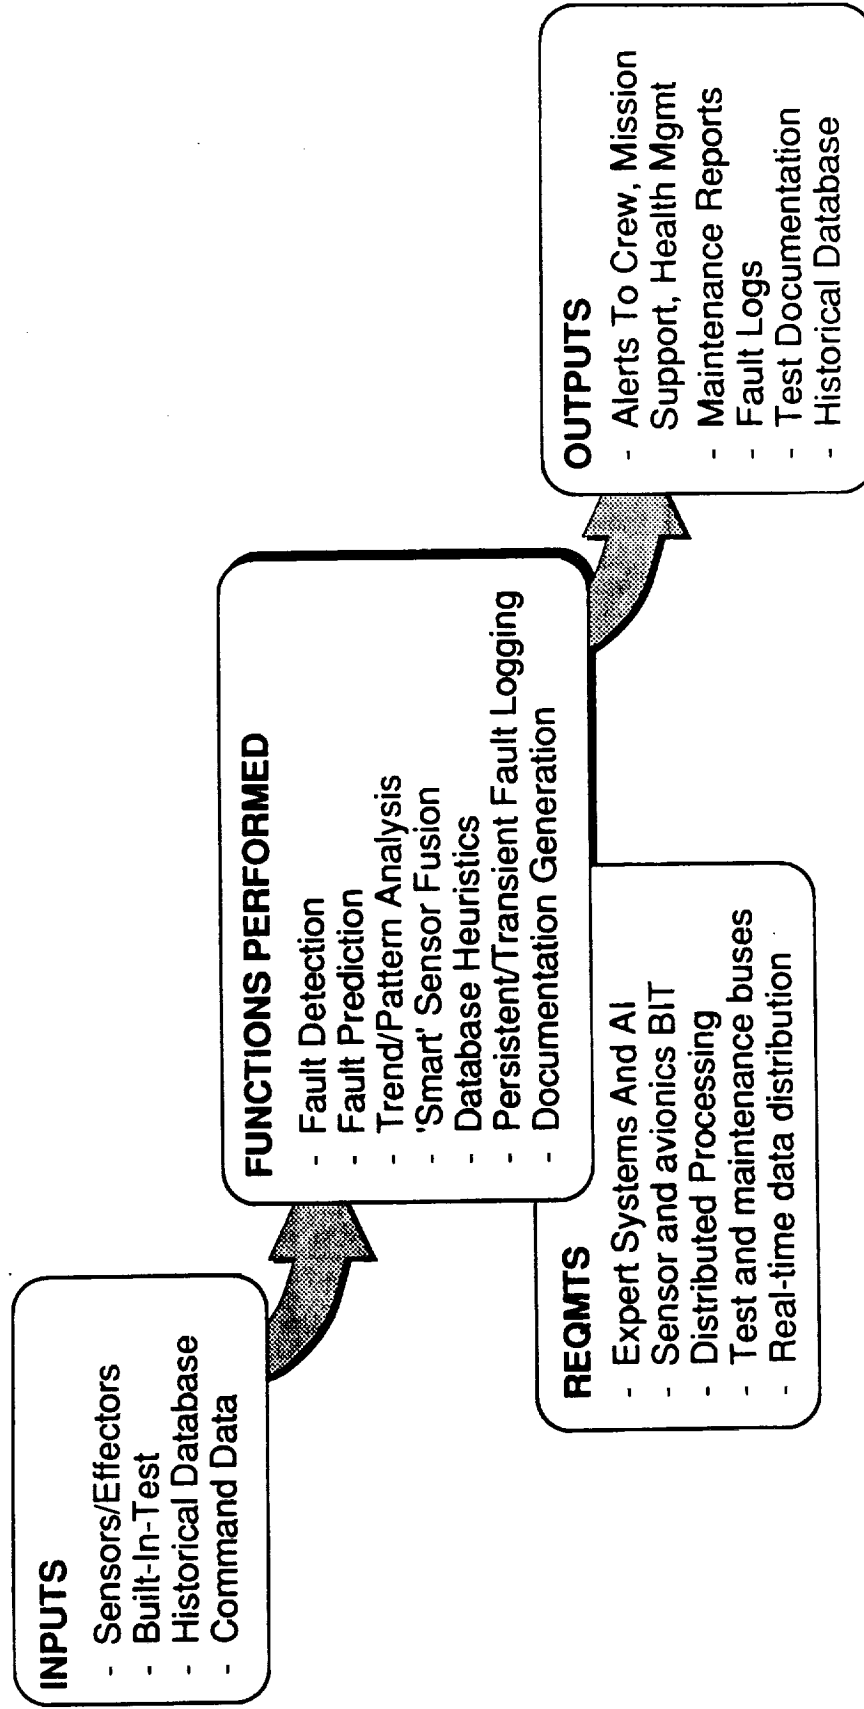 INPUTS
- Sensors/Effectors
- Built-In-Test
- Historical Database
- Command Data
FUNCTIONS PERFORMED
- Fault Detection
- Fault Prediction
- Trend/Pattern Analysis
- 'Smart' Sensor Fusion
- Database Heuristics
- Persistent/Transient Fault Logging
- Documentation Generation
REQMTS
- Expert Systems And AI
- Sensor and avionics BIT
- Distributed Processing
- Test and maintenance buses
- Real-time data distribution
OUTPUTS
- Alerts To Crew, Mission
Support, Health Mgmt
- Maintenance Reports
- Fault Logs
- Test Documentation
- Historical Database